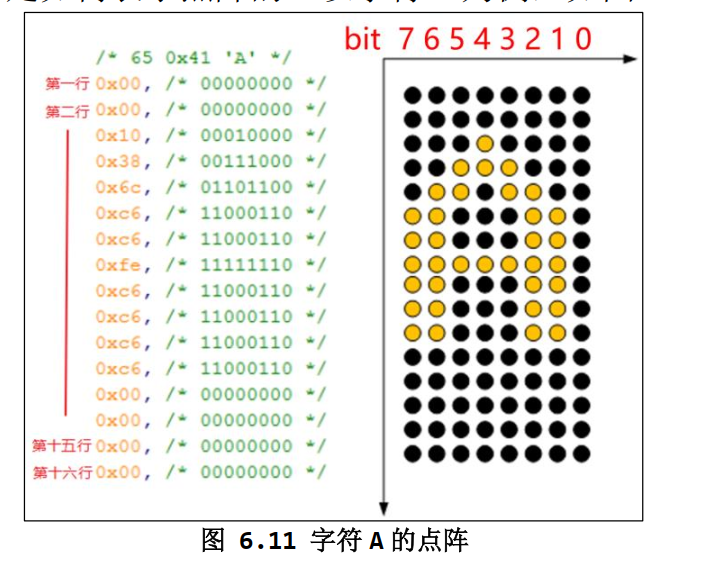 bit 7 6 5 4 3 2 1 0
/* 65 0x41 'A' */
第一行 0x00, /* 00000000 */
第二行 0x00, /* 00000000 */
0x10, /* 00010000 */
0x38, /* 00111000 */
0x6c, /* 01101100 */
0xc6, /* 11000110 */
0xc6, /* 11000110 */
0xfe, /* 11111110 */
0xc6, /* 11000110 */
0xc6, /* 11000110 */
0xc6, /* 11000110 */
0xc6, /* 11000110 */
0x00, /* 00000000 */
0x00, /* 00000000 */
第十五行 0x00, /* 00000000 */
第十六行 0x00, /* 00000000 */
图 6.11 字符 A 的点阵